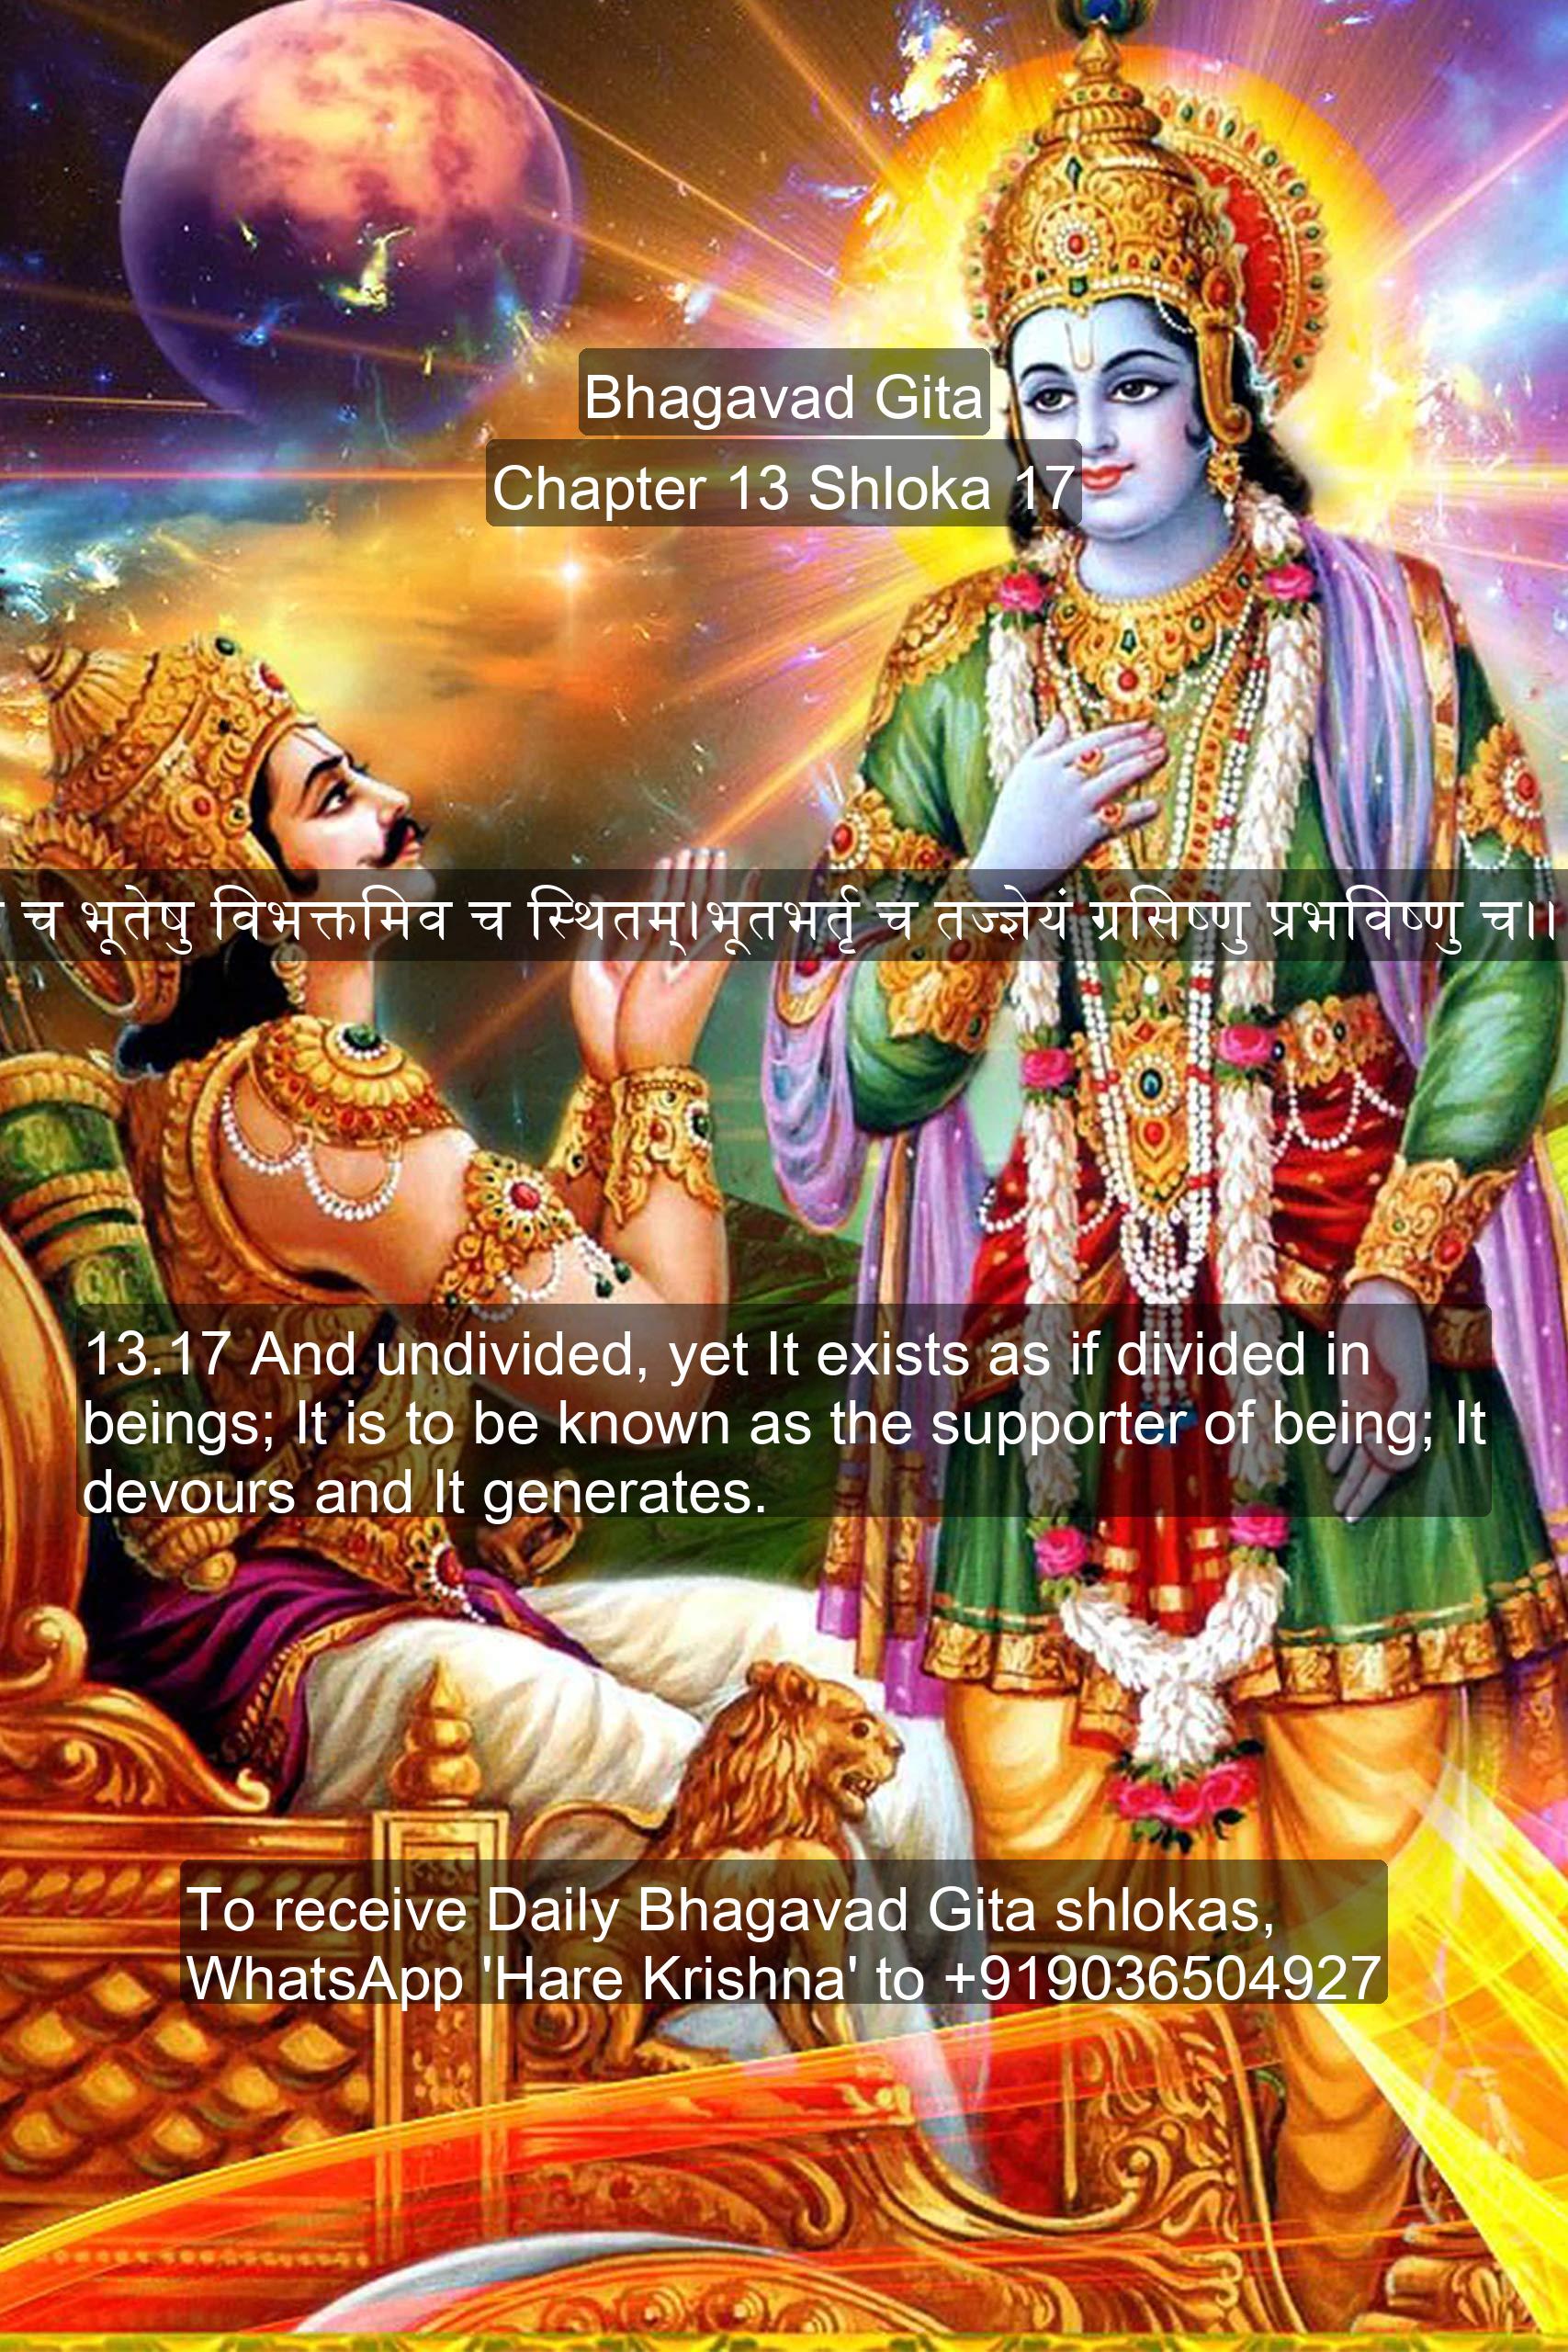 Bhagavad Gita
Chapter 13 Shloka 17
च भूतेषु विभक्तमिव च स्थितम्।भूतभर्तृ च तज्ज्ञेयं ग्रसिष्णु प्रभविष्णु च।।
13.17 And undivided, yet It exists as if divided in
beings; It is to be known as the supporter of being; It
devours and It generates.
To receive Daily Bhagavad Gita shlokas,
WhatsApp 'Hare Krishna' to +919036504927